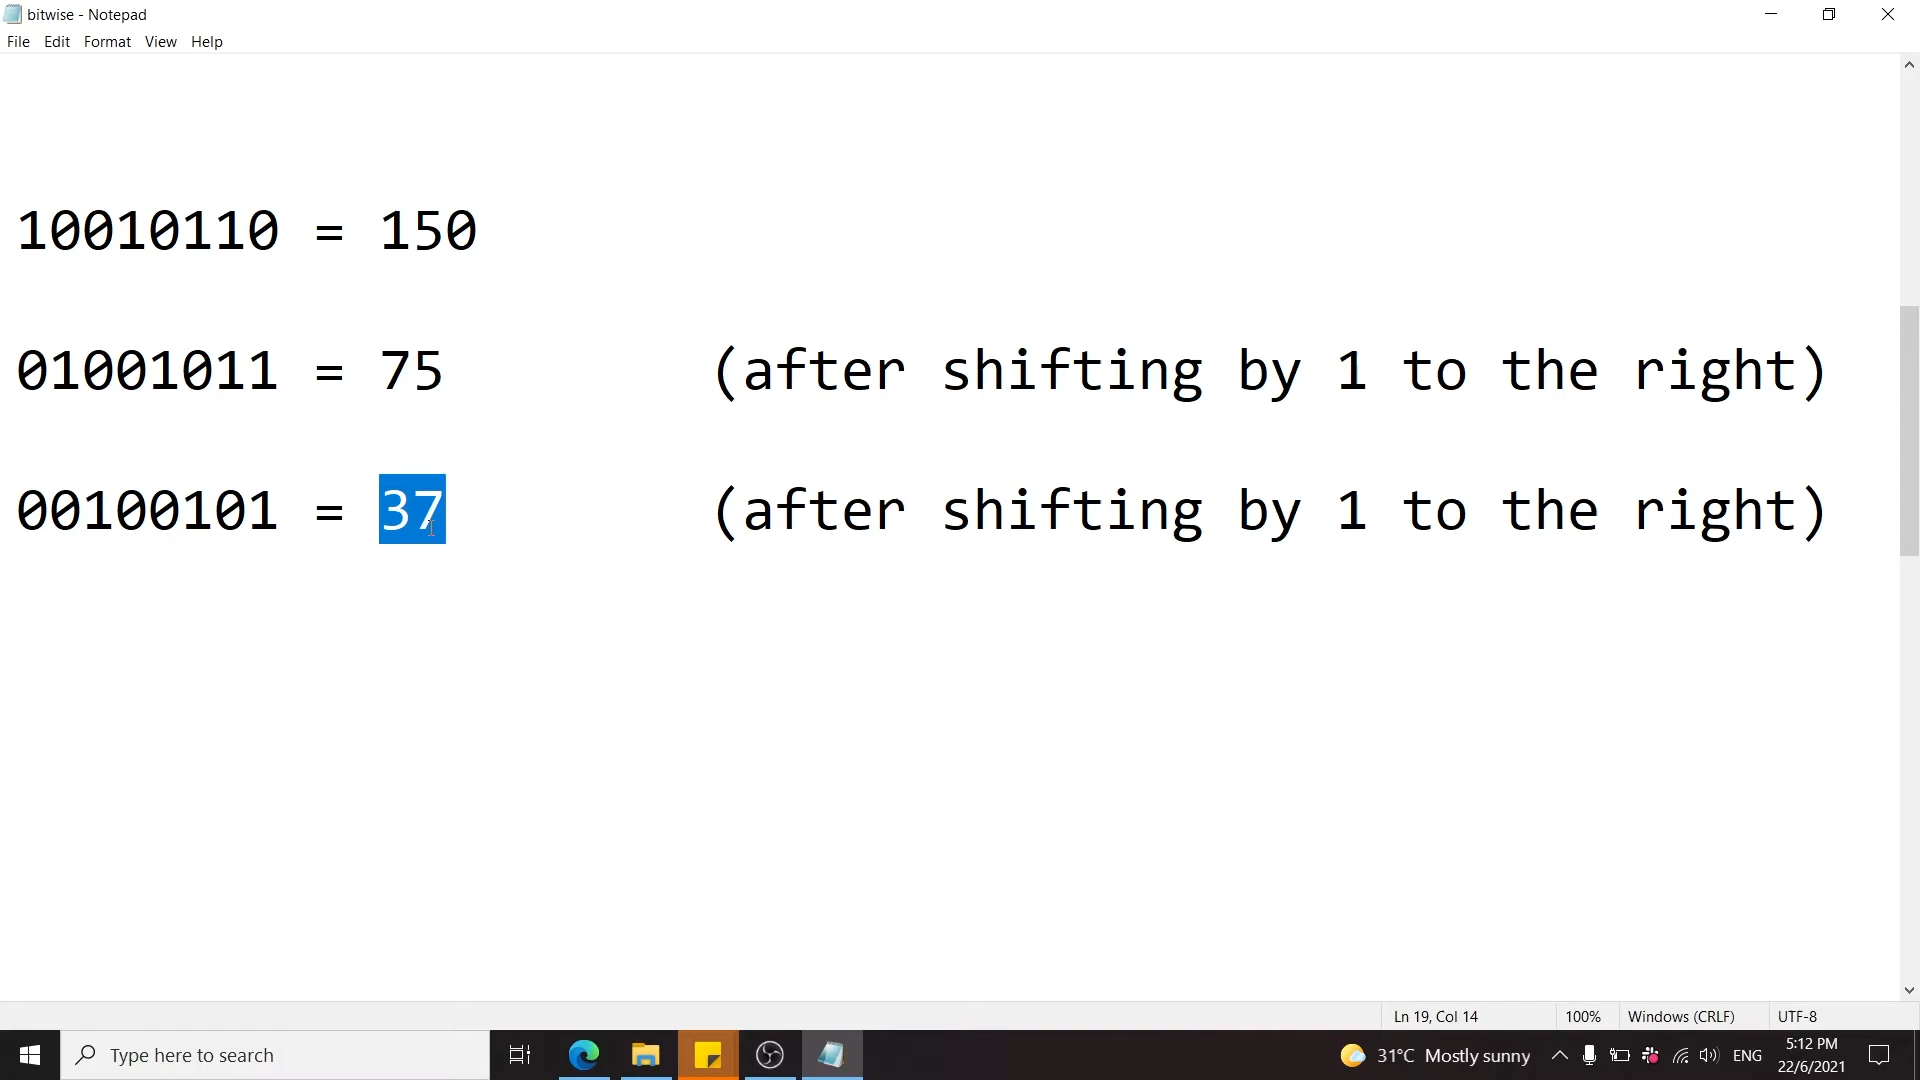 bitwise - Notepad
File Edit Format View Help
10010110 = 150
01001011 = 75 (after shifting by 1 to the right)
00100101 = 37 (after shifting by 1 to the right)
Ln 19, Col 14 100% Windows (CRLF) UTF-8
Type here to search 31°C Mostly sunny ENG 5:12 PM
22/6/2021